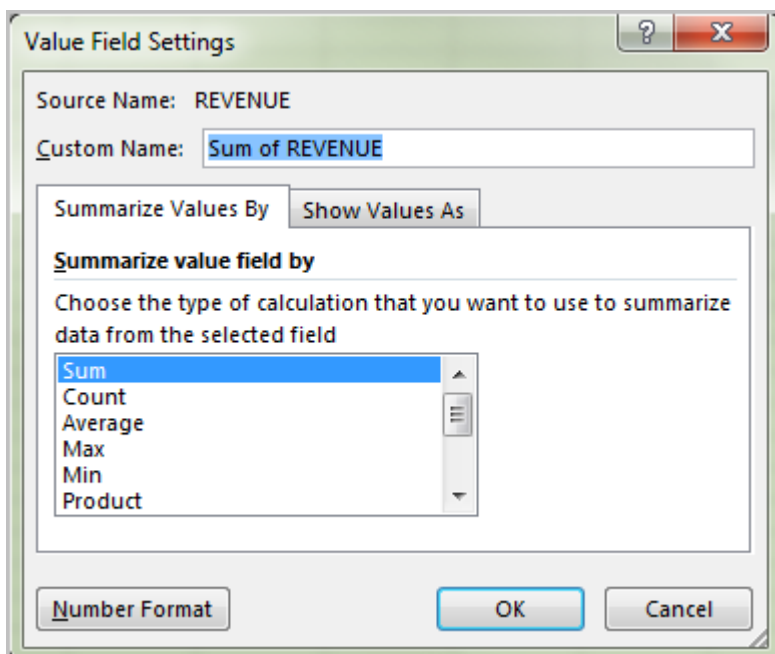 Value Field Settings
Source Name: REVENUE
Custom Name: Sum of REVENUE
Summarize Values By Show Values As
Summarize value field by
Choose the type of calculation that you want to use to summarize
data from the selected field
Sum
Count
Average
Max
Min
Product
Number Format OK Cancel